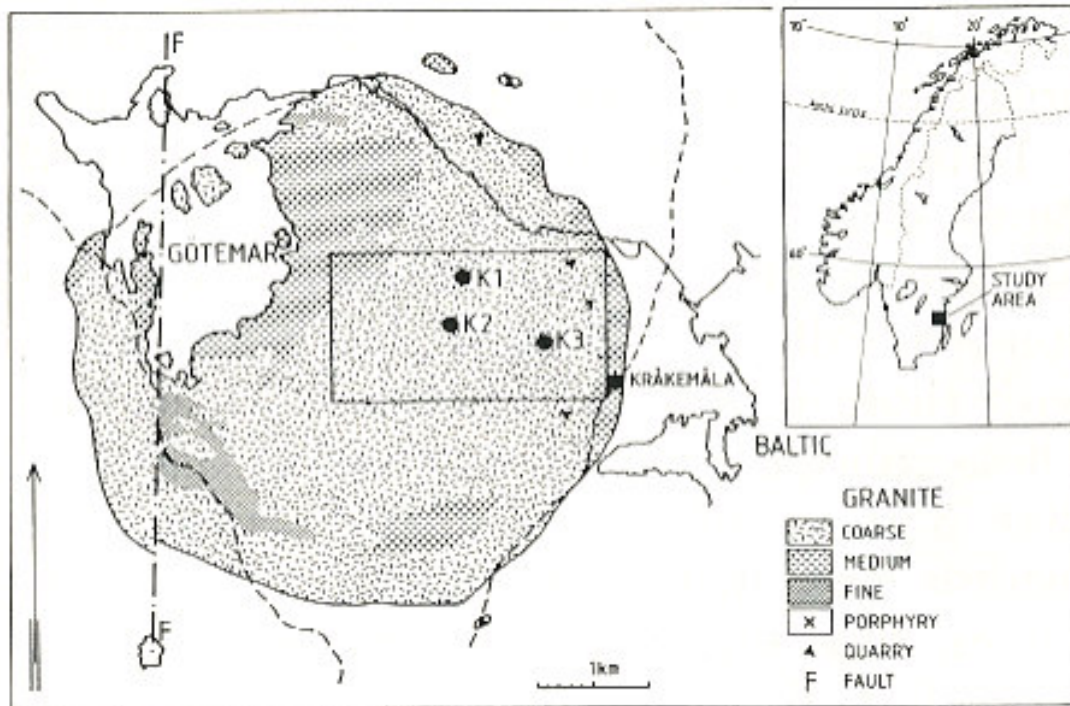 F
GÖTEMAR
K1
K2
K3
KRÅKEMÅLA
BALTIC
F
1km
70°
10°
20°
60°
STUDY
AREA
GRANITE
COARSE
MEDIUM
FINE
PORPHYRY
QUARRY
F FAULT